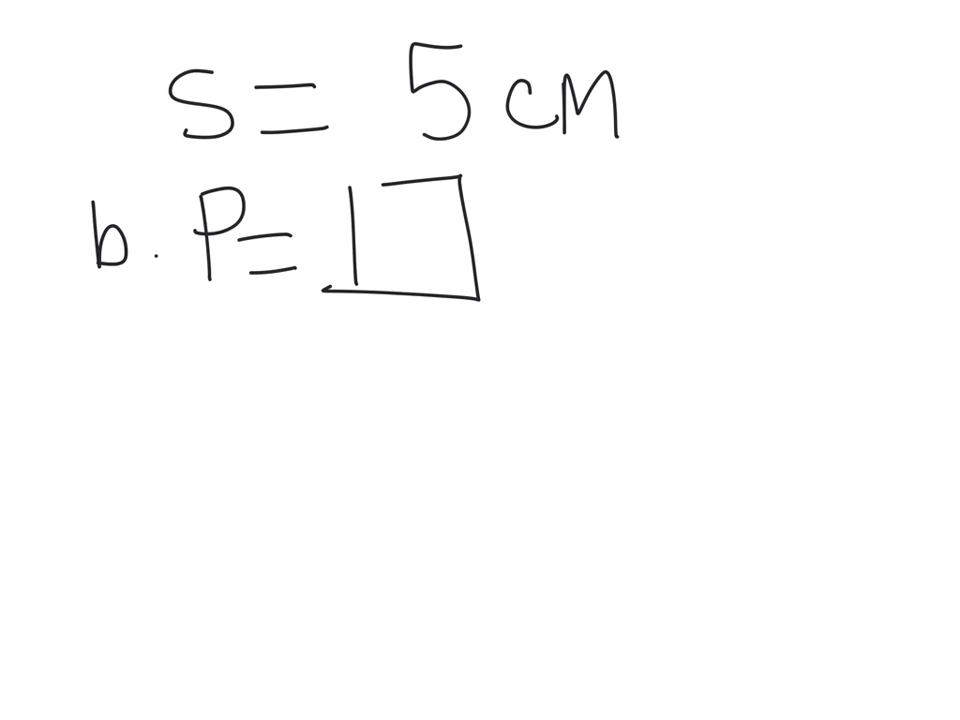 S = 5 cm
b. P = □